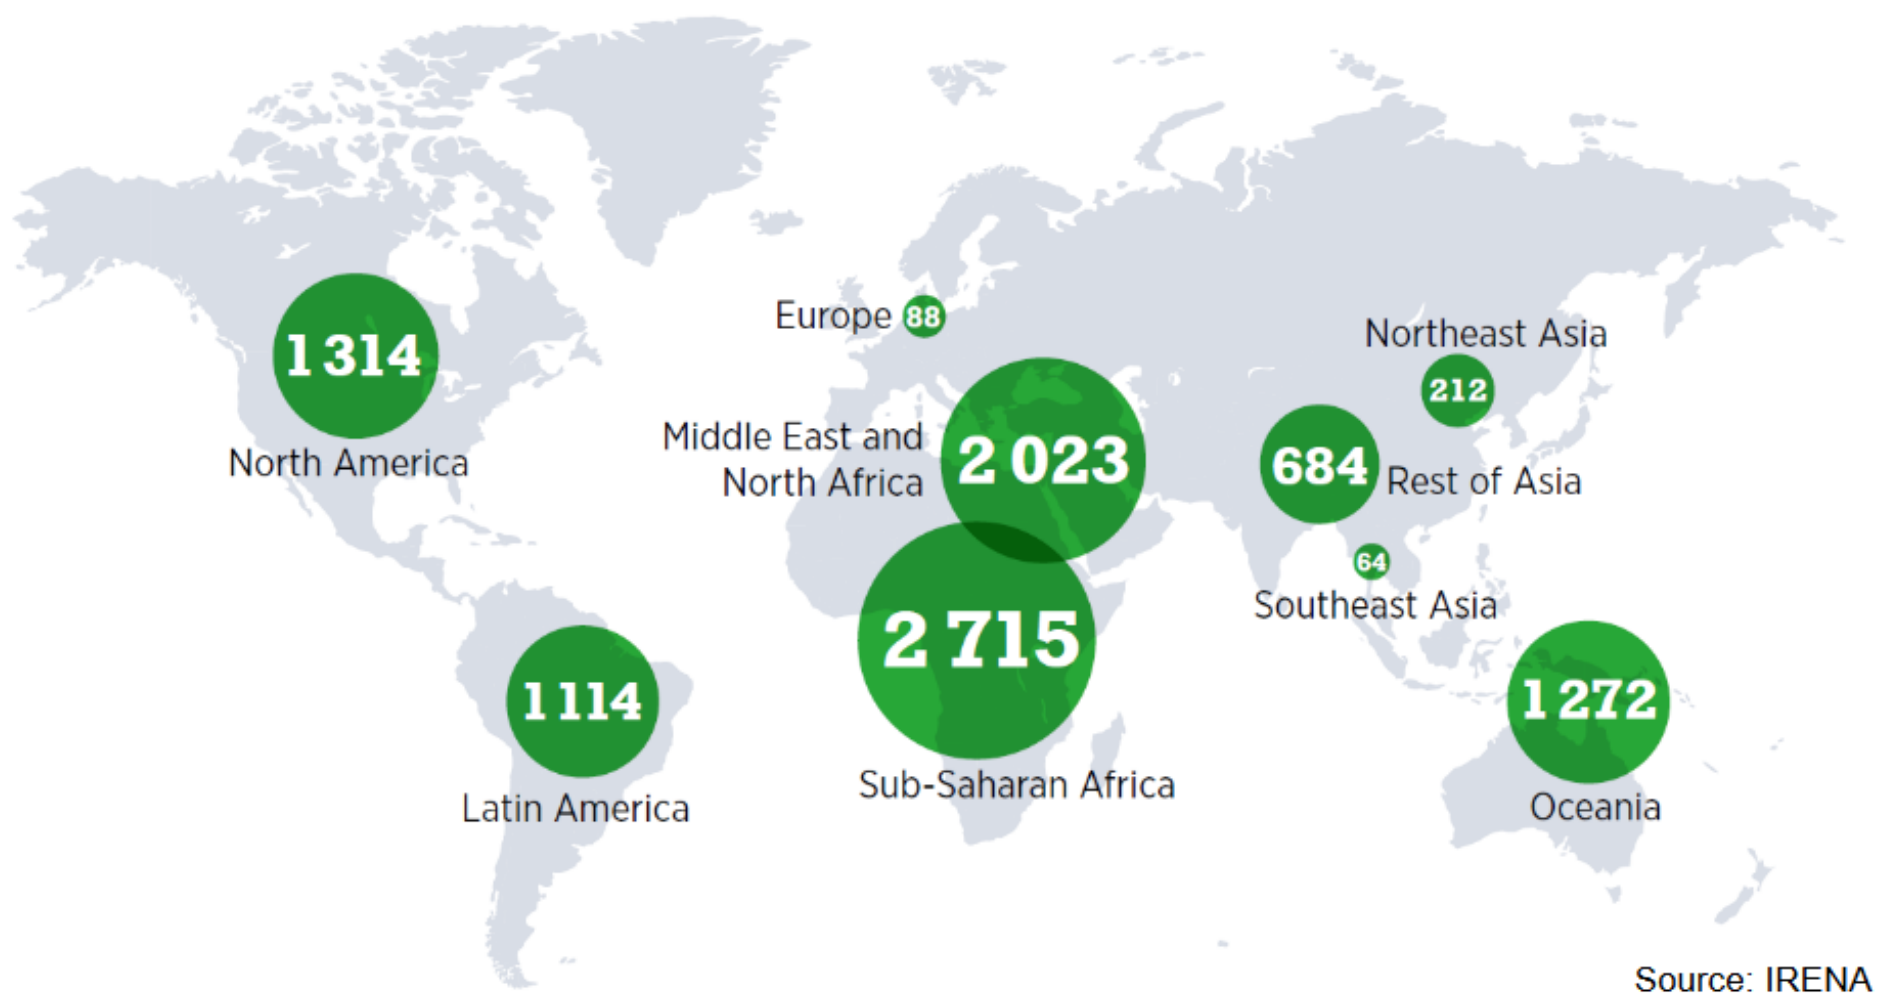 1 314
North America
Europe
88
Middle East and
North Africa
2 023
Northeast Asia
212
684
Rest of Asia
64
Southeast Asia
2 715
Sub-Saharan Africa
1 114
Latin America
1 272
Oceania
Source: IRENA